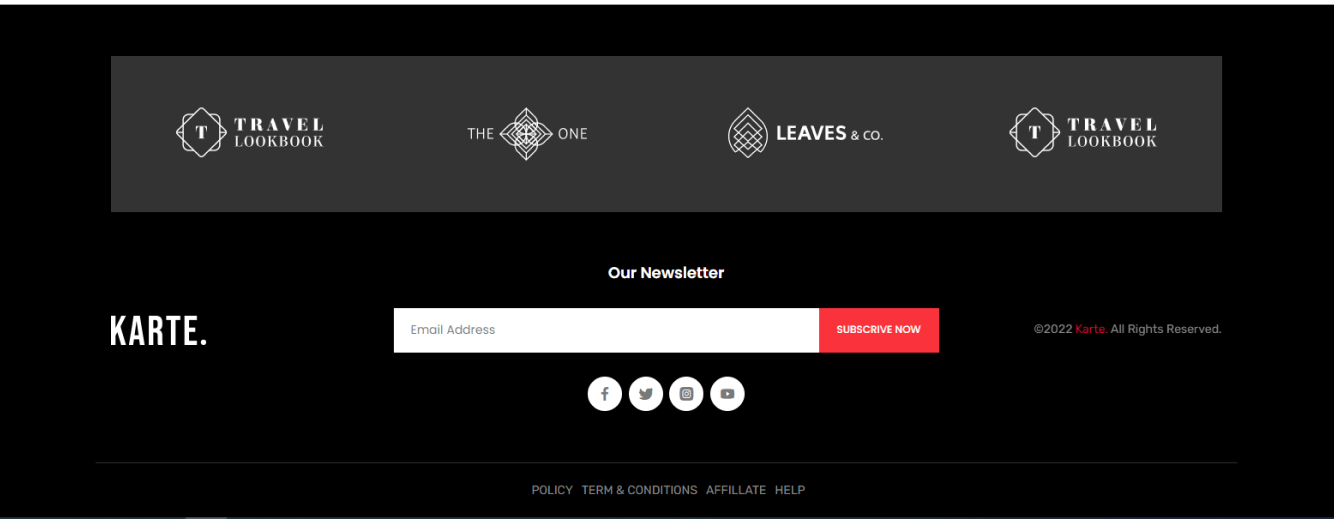 T TRAVEL LOOKBOOK
THE ONE
LEAVES & CO.
T TRAVEL LOOKBOOK
Our Newsletter
KARTE.
Email Address
SUBSCRIVE NOW
©2022 Karte. All Rights Reserved.
POLICY TERM & CONDITIONS AFFILLATE HELP